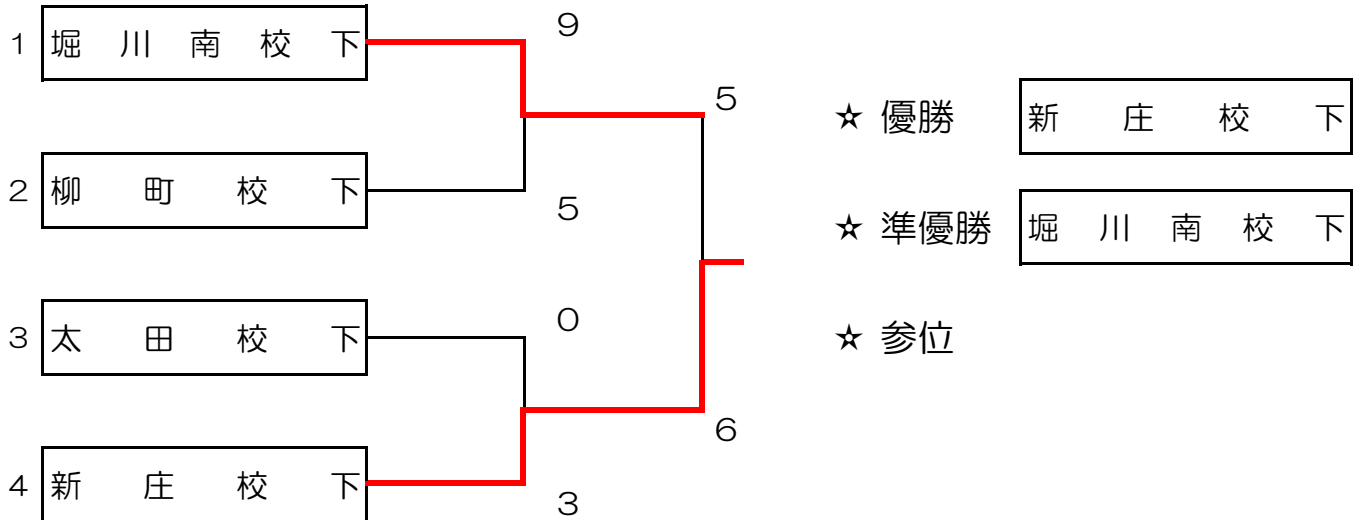 ９
1 堀川南校下
５
☆ 優勝 新庄校下
2 柳町校下
５
☆ 準優勝 堀川南校下
０
3 太田校下
☆ 参位
６
4 新庄校下
３